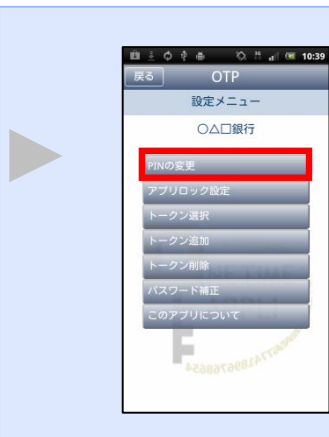 10:39
戻る OTP
設定メニュー
○△□銀行
PINの変更
アプリロック設定
トークン選択
トークン追加
トークン削除
パスワード補正
このアプリについて